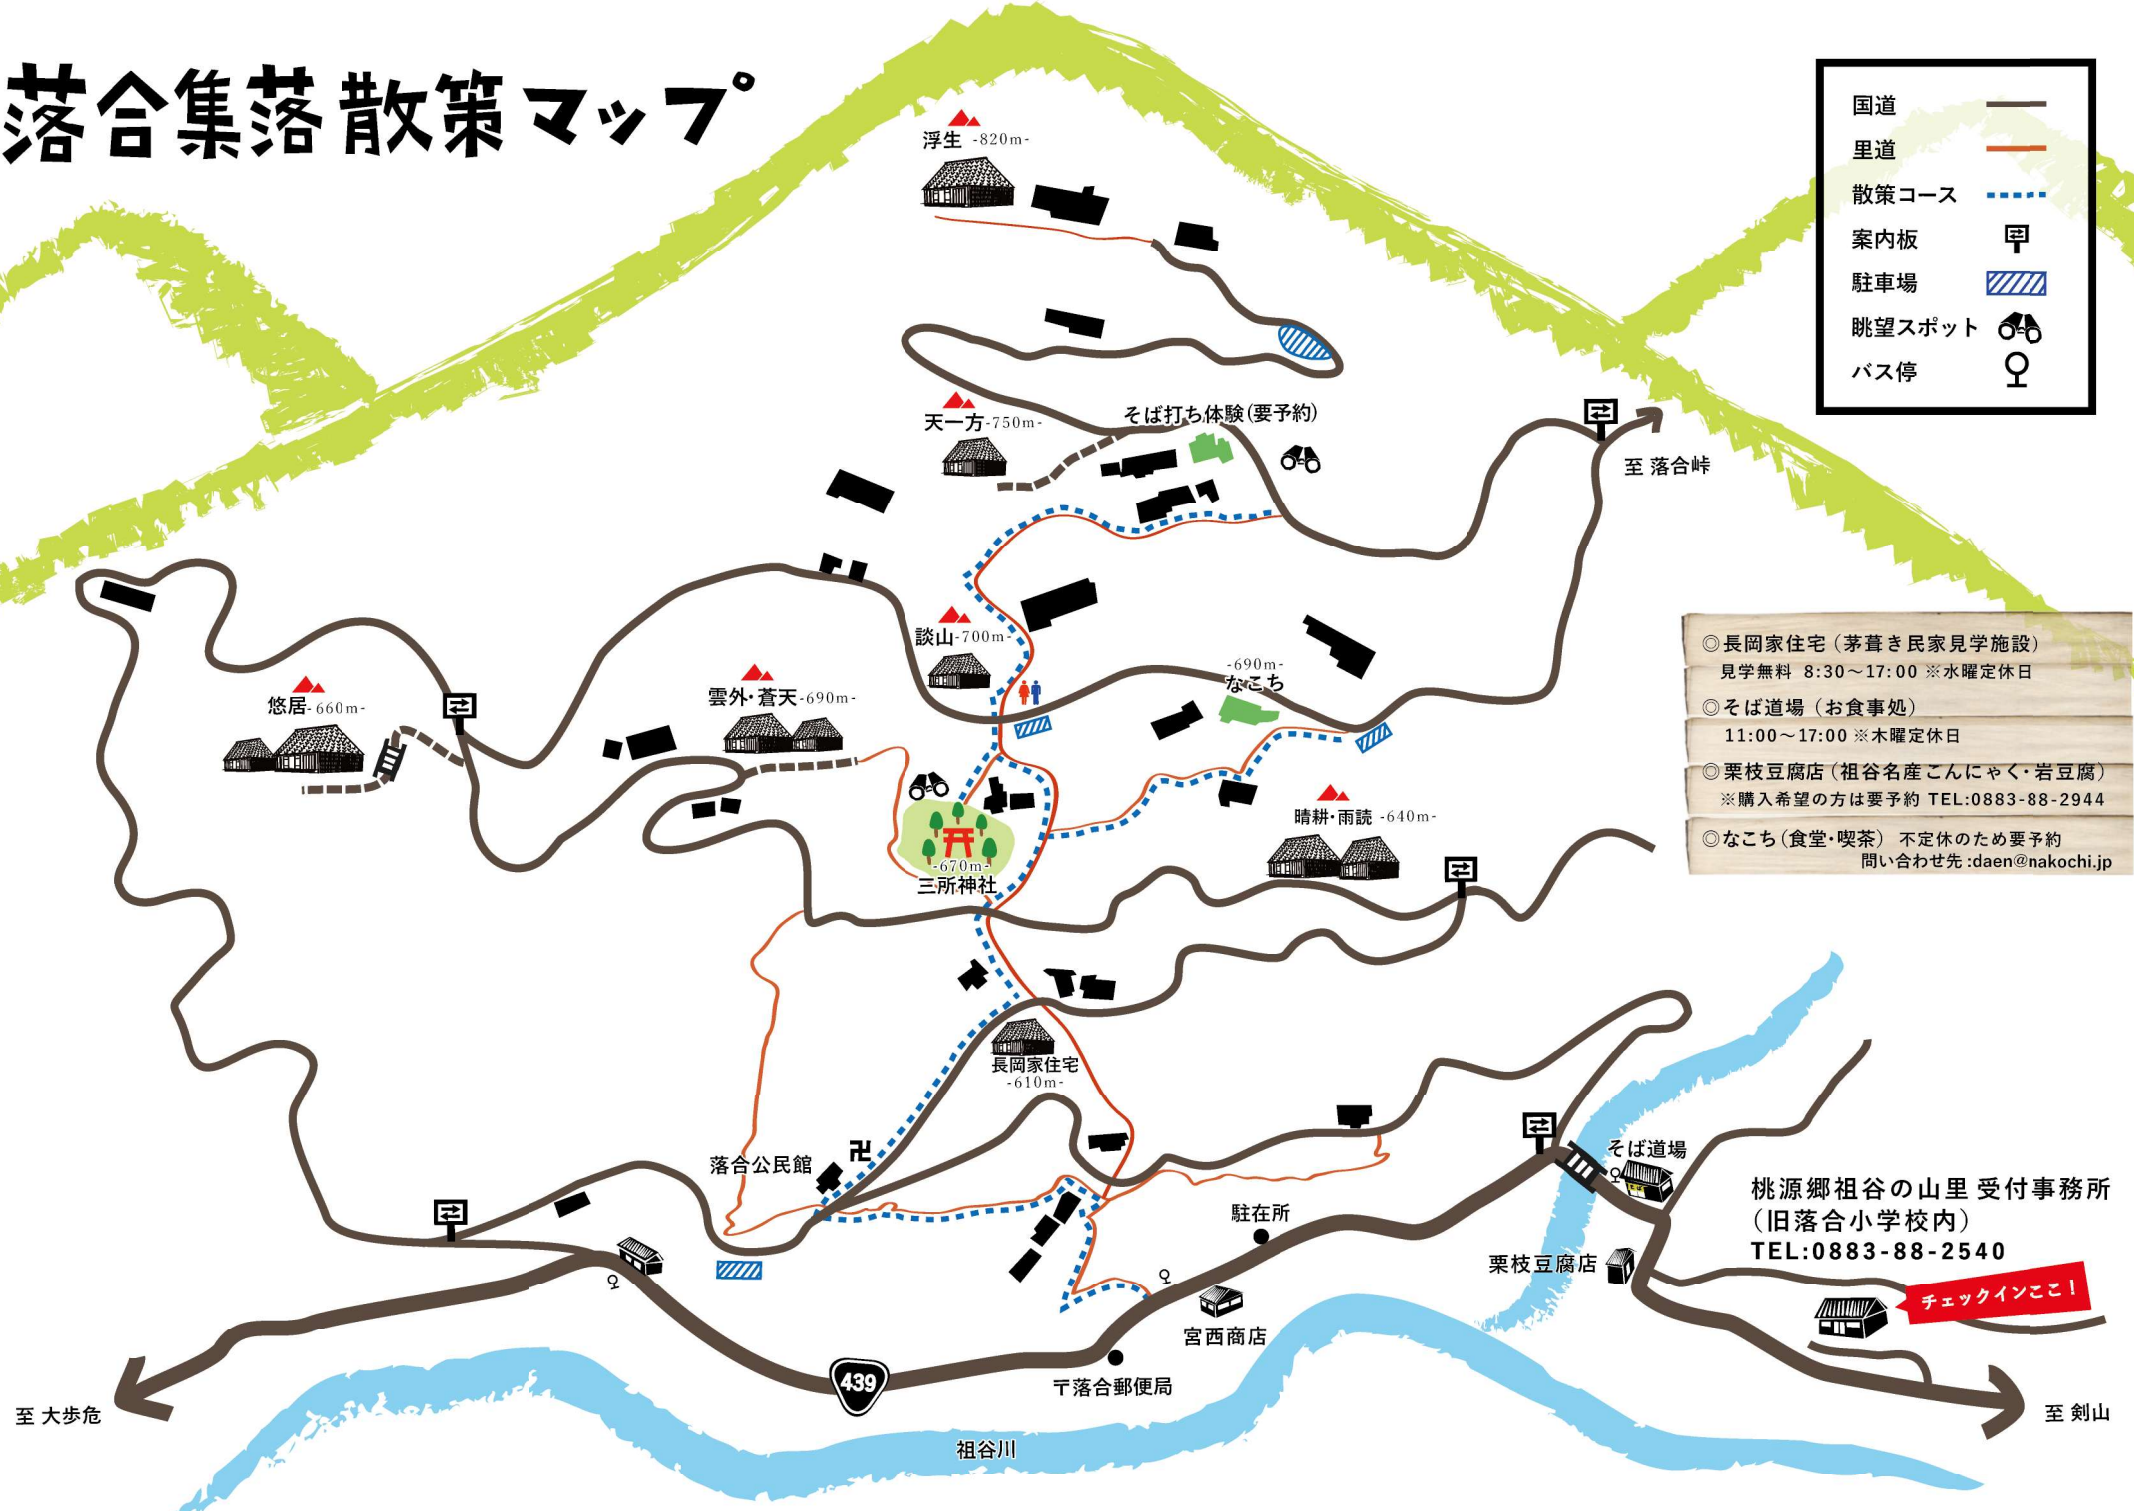 落合集落散策マップ
国道
里道
散策コース
案内板
駐車場
眺望スポット
バス停
浮生 -820m-
天一方-750m-
そば打ち体験(要予約)
至 落合峠
談山-700m-
-690m-
なこち
悠居-660m-
雲外・蒼天-690m-
晴耕・雨読 -640m-
-670m-
三所神社
◎長岡家住宅（茅葺き民家見学施設）
見学無料 8:30〜17:00 ※水曜定休日
◎そば道場（お食事処）
11:00〜17:00 ※木曜定休日
◎栗枝豆腐店（祖谷名産こんにゃく・岩豆腐）
※購入希望の方は要予約 TEL:0883-88-2944
◎なこち（食堂・喫茶） 不定休のため要予約
問い合わせ先:daen@nakochi.jp
長岡家住宅
-610m-
落合公民館
卍
そば道場
駐在所
栗枝豆腐店
桃源郷祖谷の山里 受付事務所
（旧落合小学校内）
TEL:0883-88-2540
チェックインここ！
宮西商店
〒落合郵便局
439
至 大歩危
祖谷川
至 剣山